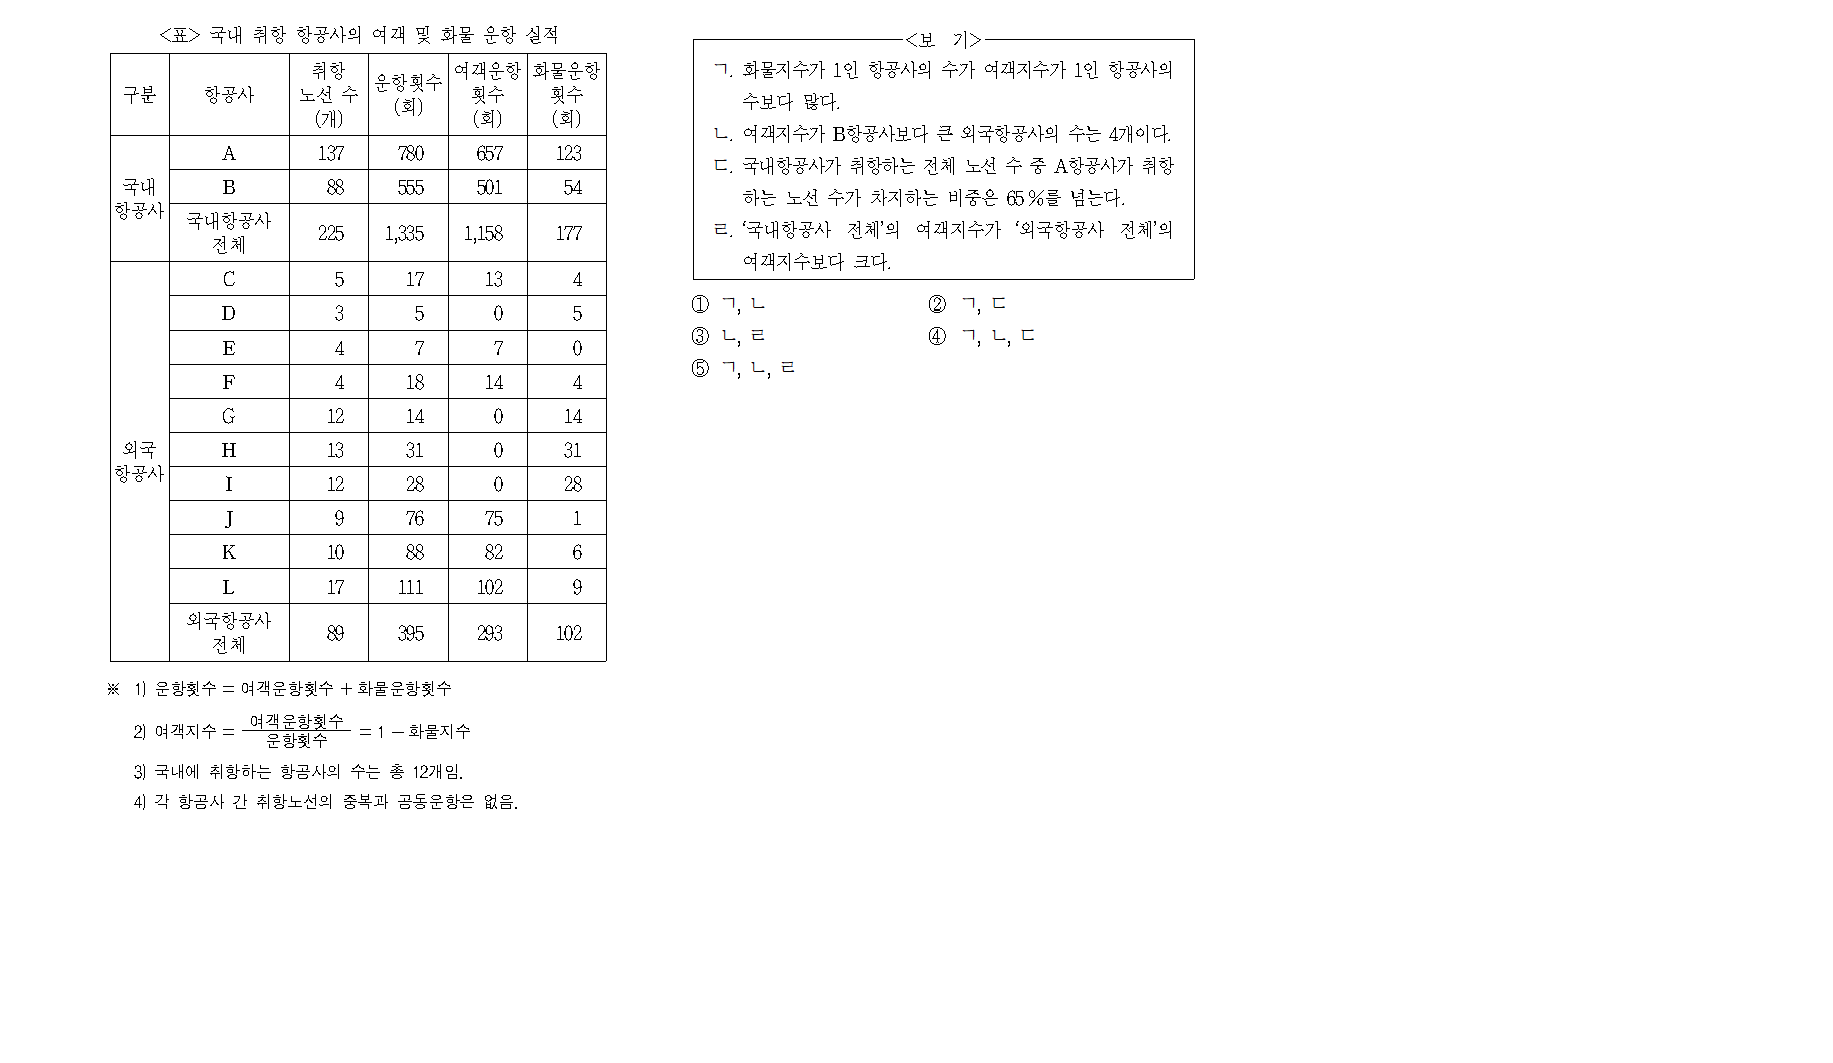 <표> 국내 취항 항공사의 여객 및 화물 운항 실적
구분 항공사 취항 노선 수 (개) 운항횟수 (회) 여객운항 횟수 (회) 화물운항 횟수 (회)
국내 항공사
A 137 780 657 123
B 88 555 501 54
국내항공사 전체 225 1,335 1,158 177
외국 항공사
C 5 17 13 4
D 3 5 0 5
E 4 7 7 0
F 4 18 14 4
G 12 14 0 14
H 13 31 0 31
I 12 28 0 28
J 9 76 75 1
K 10 88 82 6
L 17 111 102 9
외국항공사 전체 89 395 293 102
※ 1) 운항횟수 = 여객운항횟수 + 화물운항횟수
2) 여객지수 = 여객운항횟수 / 운항횟수 = 1 - 화물지수
3) 국내에 취항하는 항공사의 수는 총 12개임.
4) 각 항공사 간 취항노선의 중복과 공동운항은 없음.
<보 기>
ㄱ. 화물지수가 1인 항공사의 수가 여객지수가 1인 항공사의
수보다 많다.
ㄴ. 여객지수가 B항공사보다 큰 외국항공사의 수는 4개이다.
ㄷ. 국내항공사가 취항하는 전체 노선 수 중 A항공사가 취항
하는 노선 수가 차지하는 비중은 65%를 넘는다.
ㄹ. ‘국내항공사 전체’의 여객지수가 ‘외국항공사 전체’의
여객지수보다 크다.
① ㄱ, ㄴ ② ㄱ, ㄷ
③ ㄴ, ㄹ ④ ㄱ, ㄴ, ㄷ
⑤ ㄱ, ㄴ, ㄹ